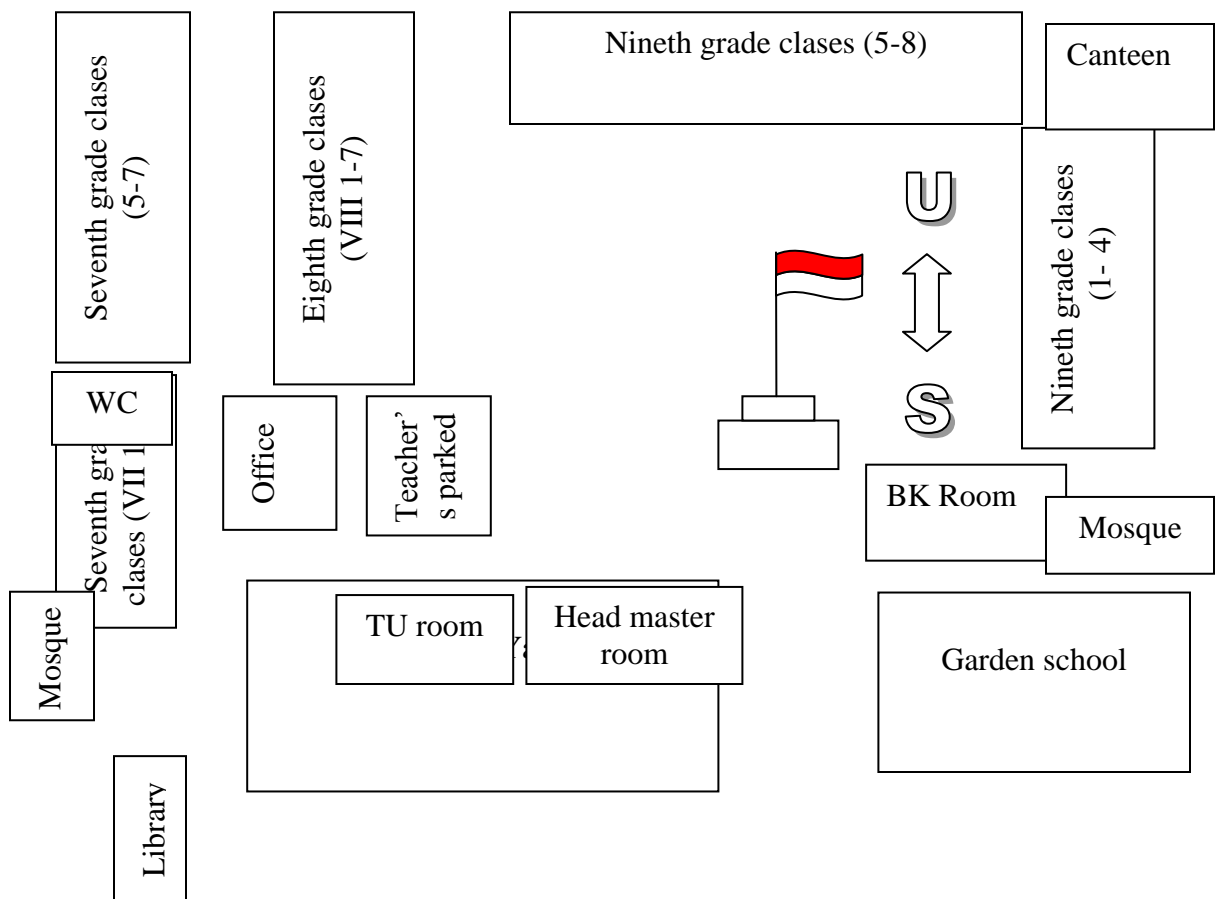 Nineth grade clases (5-8)
Canteen
Seventh grade clases
(5-7)
Eighth grade clases
(VIII 1-7)
U
Nineth grade clases
(1- 4)
S
WC
Seventh
clases (VII 1
Office
Teacher'
s parked
BK Room
Mosque
Mosque
TU room
Head master
room
Garden school
Library